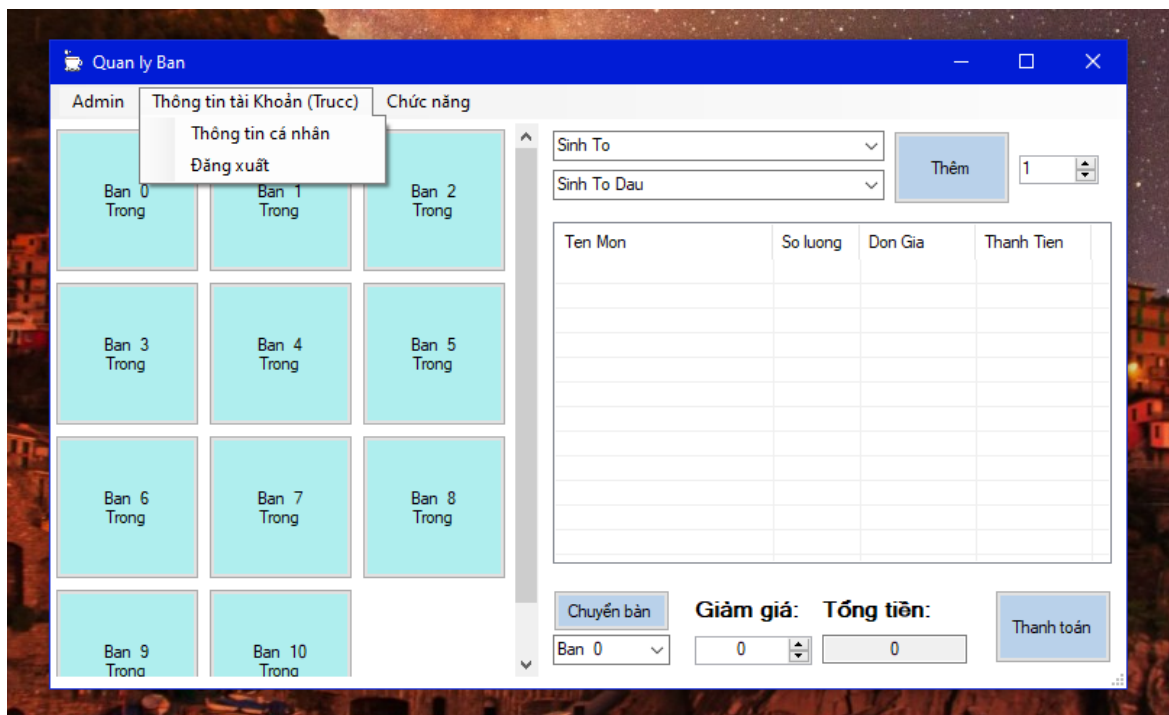 Quan ly Ban
Admin Thông tin tài Khoản (Trucc) Chức năng
Thông tin cá nhân
Đăng xuất
Ban 0
Trong
Ban 1
Trong
Ban 2
Trong
Ban 3
Trong
Ban 4
Trong
Ban 5
Trong
Ban 6
Trong
Ban 7
Trong
Ban 8
Trong
Ban 9
Trong
Ban 10
Trong
Sinh To
Sinh To Dau
Thêm
1
Ten Mon So luong Don Gia Thanh Tien
Chuyển bàn
Ban 0
Giảm giá:
0
Tổng tiền:
0
Thanh toán